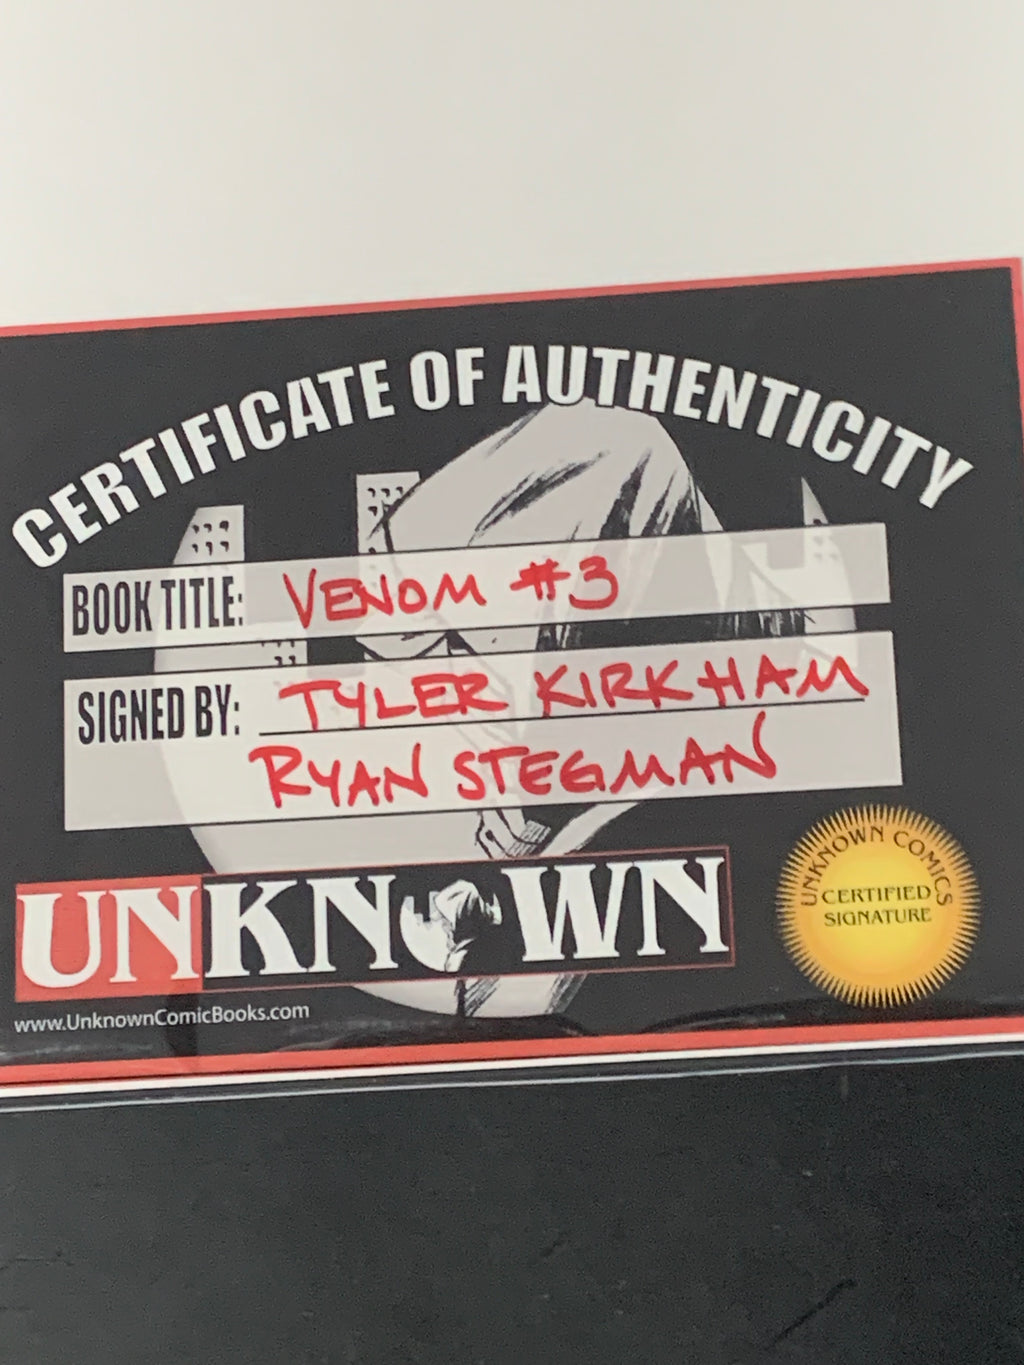 CERTIFICATE OF AUTHENTICITY
BOOK TITLE: VENOM #3
SIGNED BY: TYLER KIRKHAM
RYAN STEGMAN
UNKNOWN
www.UnknownComicBooks.com
UNKNOWN COMICS
CERTIFIED
SIGNATURE